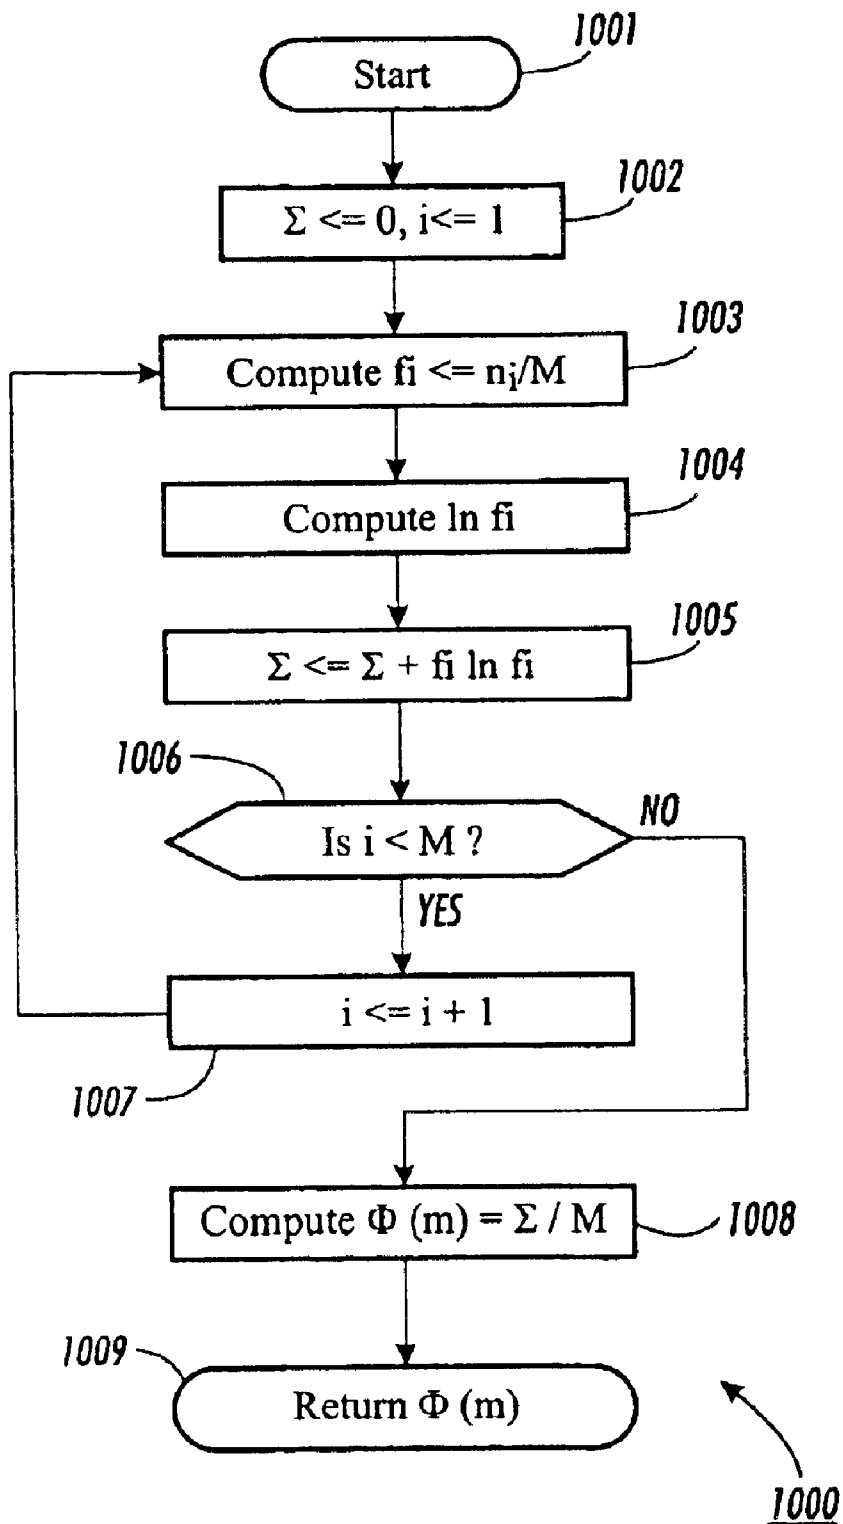 1001
Start
1002
Σ <= 0, i<= 1
1003
Compute fi <= ni/M
1004
Compute ln fi
1005
Σ <= Σ + fi ln fi
1006
Is i < M ?
NO
YES
i <= i + 1
1007
Compute Φ (m) = Σ / M
1008
1009
Return Φ (m)
1000